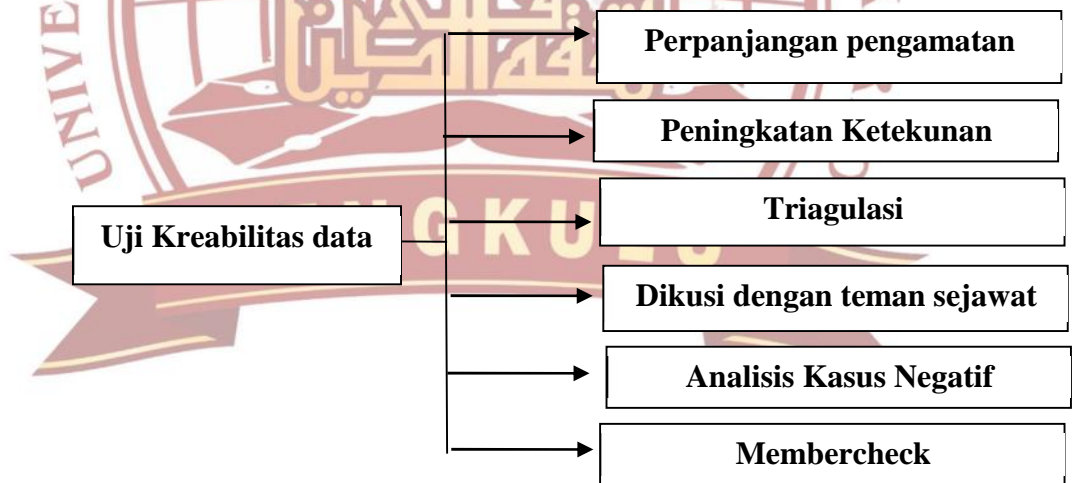 Perpanjangan pengamatan
Peningkatan Ketekunan
Triagulasi
Uji Kreabilitas data
Dikusi dengan teman sejawat
Analisis Kasus Negatif
Membercheck